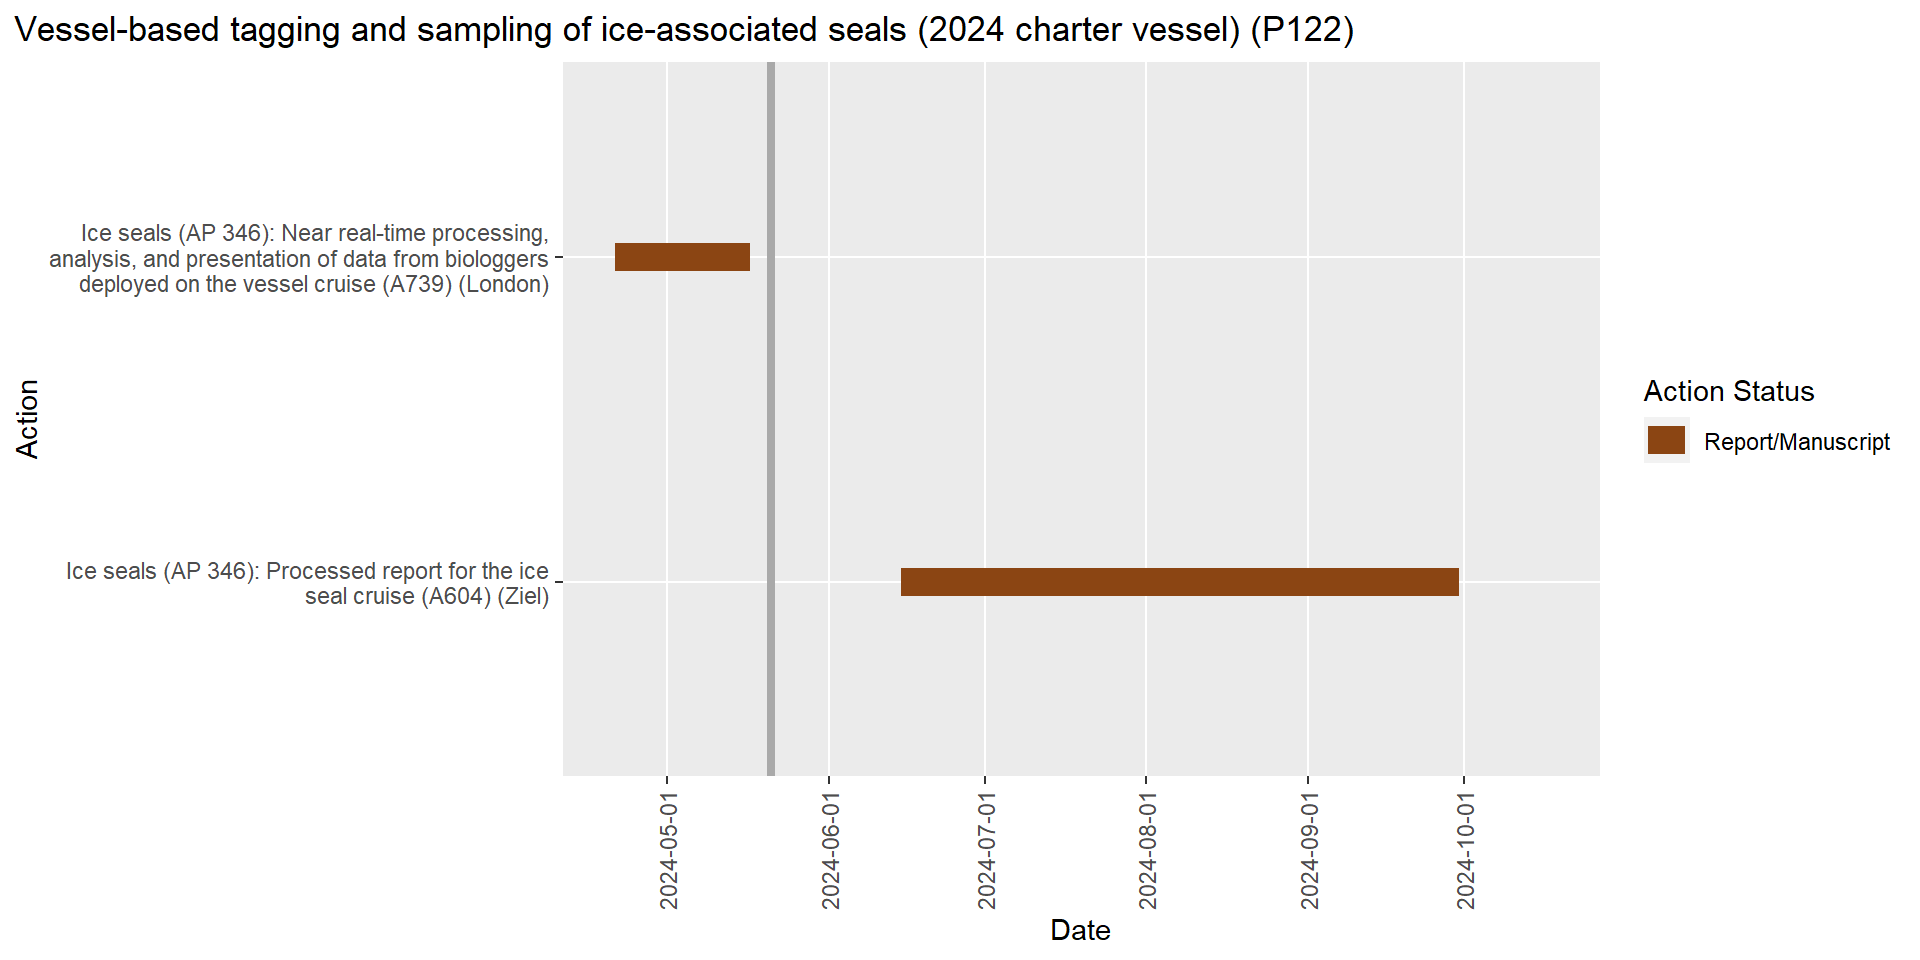 Vessel-based tagging and sampling of ice-associated seals (2024 charter vessel) (P122)
Ice seals (AP 346): Near real-time processing,
analysis, and presentation of data from biologgers
deployed on the vessel cruise (A739) (London)
Action
Ice seals (AP 346): Processed report for the ice
seal cruise (A604) (Ziel)
Action Status
Report/Manuscript
2024-05-01
2024-06-01
2024-07-01
2024-08-01
2024-09-01
2024-10-01
Date